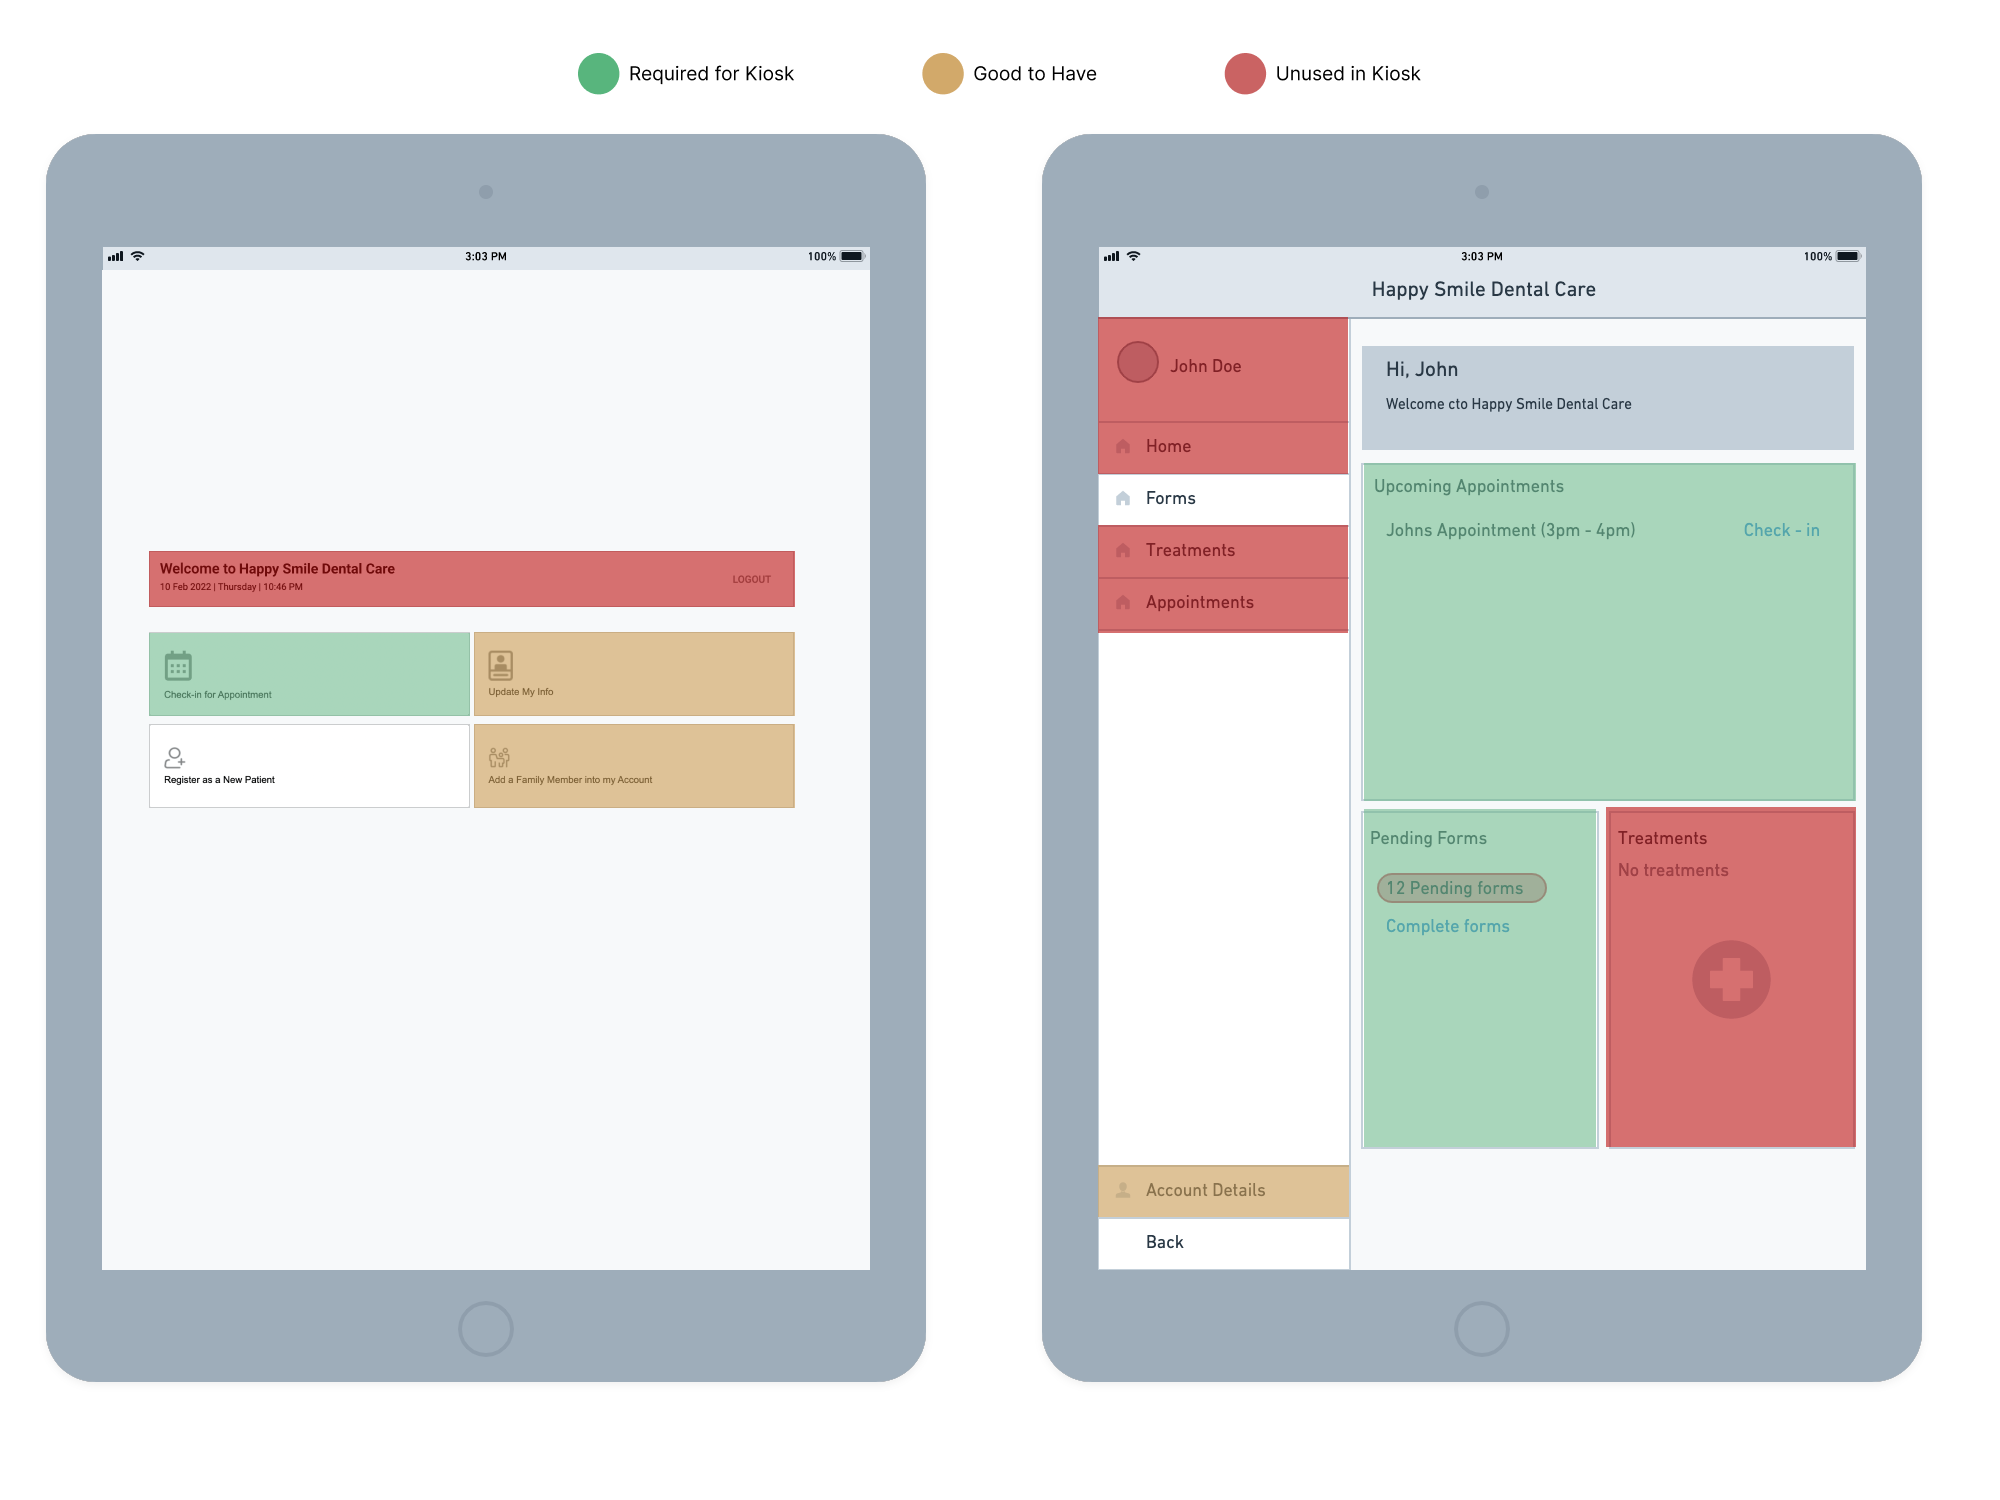 Required for Kiosk
Good to Have
Unused in Kiosk
3:03 PM
100%
Welcome to Happy Smile Dental Care
10 Feb 2022 | Thursday | 10:46 PM
LOGOUT
Check-in for Appointment
Update My Info
Register as a New Patient
Add a Family Member into my Account
3:03 PM
100%
Happy Smile Dental Care
John Doe
Home
Forms
Treatments
Appointments
Account Details
Back
Hi, John
Welcome cto Happy Smile Dental Care
Upcoming Appointments
Johns Appointment (3pm - 4pm)
Check - in
Pending Forms
12 Pending forms
Complete forms
Treatments
No treatments